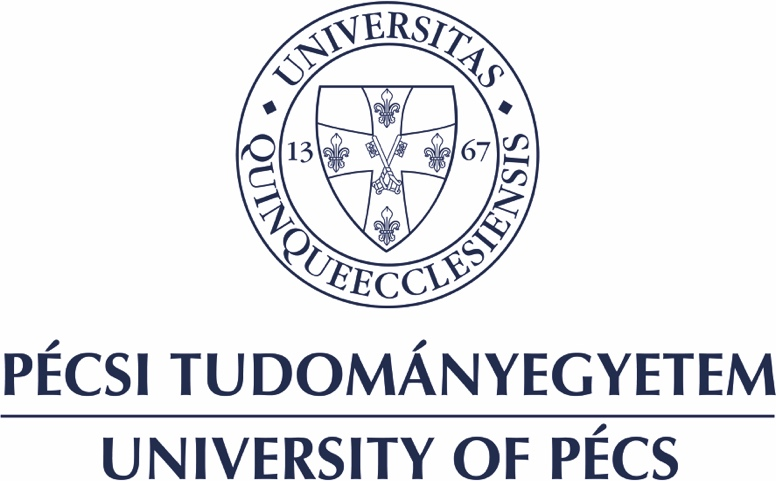 UNIVERSITAS
QUINQUEECCLESIENSIS
13 67
PÉCSI TUDOMÁNYEGYETEM
UNIVERSITY OF PÉCS